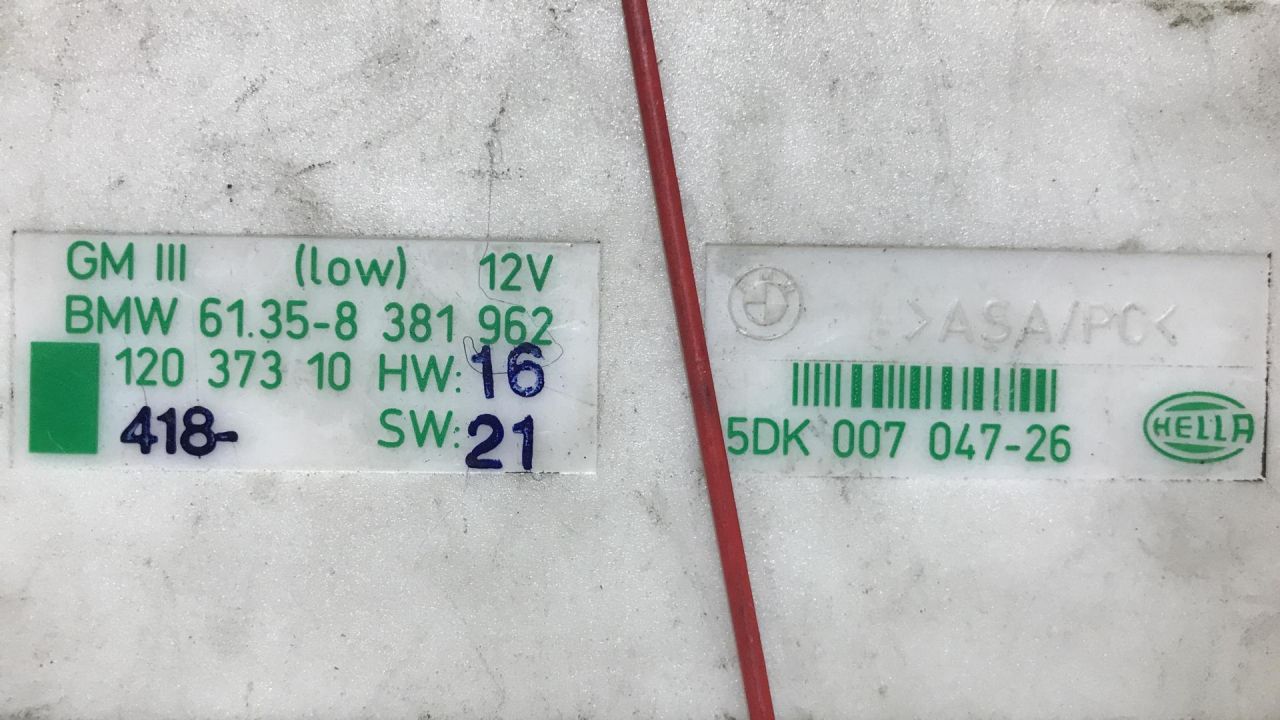 GM III (low) 12V
BMW 61.35-8 381 962
120 373 10 HW: 16
418- SW: 21
>ASA/PC<
5DK 007 047-26
HELLA